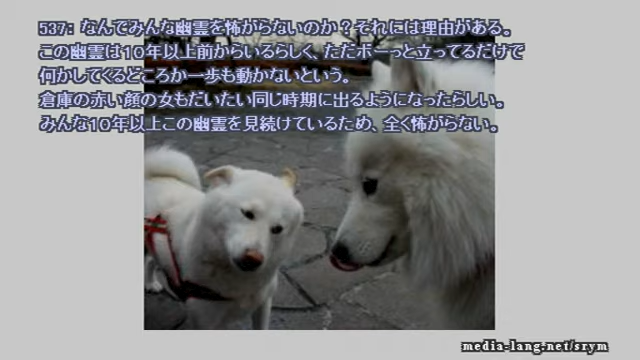 537: なんでみんな幽霊を怖がらないのか？それには理由がある。
この幽霊は10年以上前からいるらしく、ただボーっと立ってるだけで
何かしてくるどころか一歩も動かないという。
倉庫の赤い顔の女もだいたい同じ時期に出るようになったらしい。
みんな10年以上この幽霊を見続けているため、全く怖がらない。
media-lang-net/srym